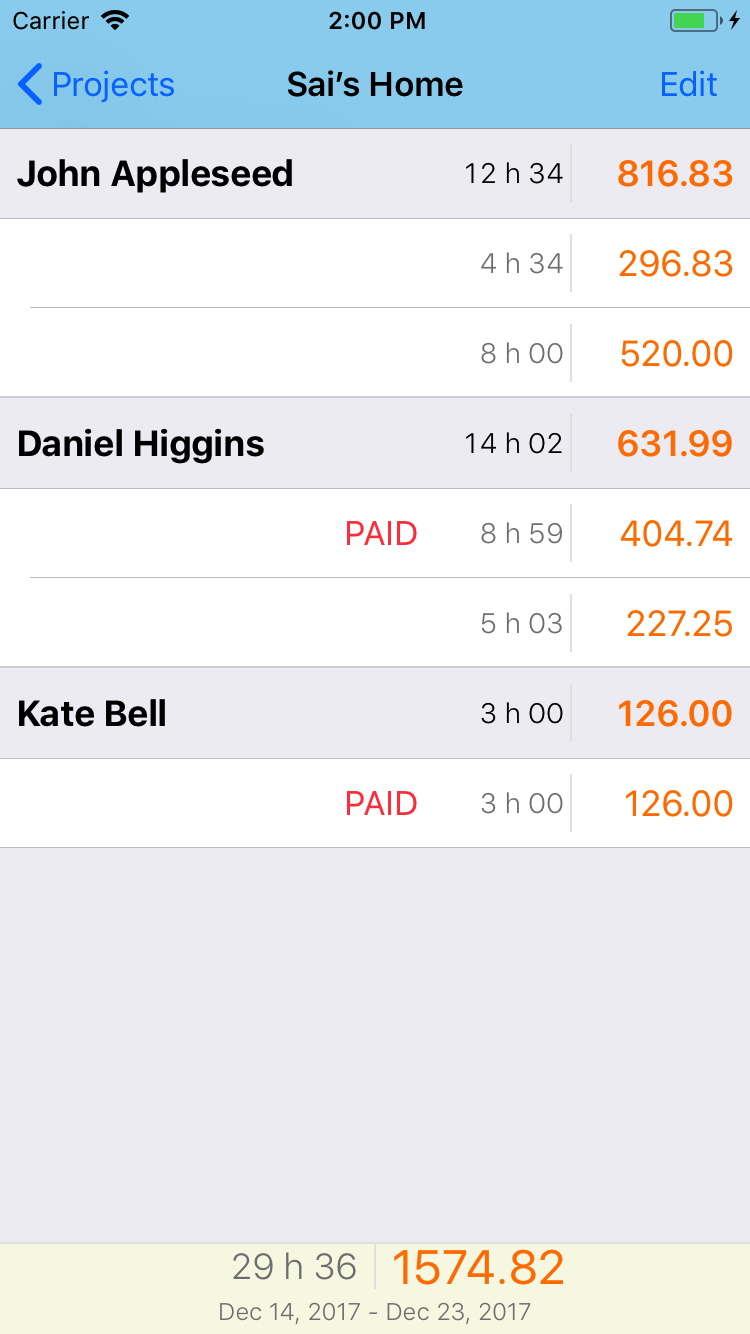 Carrier 2:00 PM
Projects Sai’s Home Edit
John Appleseed 12 h 34 816.83
4 h 34 296.83
8 h 00 520.00
Daniel Higgins 14 h 02 631.99
PAID 8 h 59 404.74
5 h 03 227.25
Kate Bell 3 h 00 126.00
PAID 3 h 00 126.00
29 h 36 1574.82
Dec 14, 2017 - Dec 23, 2017